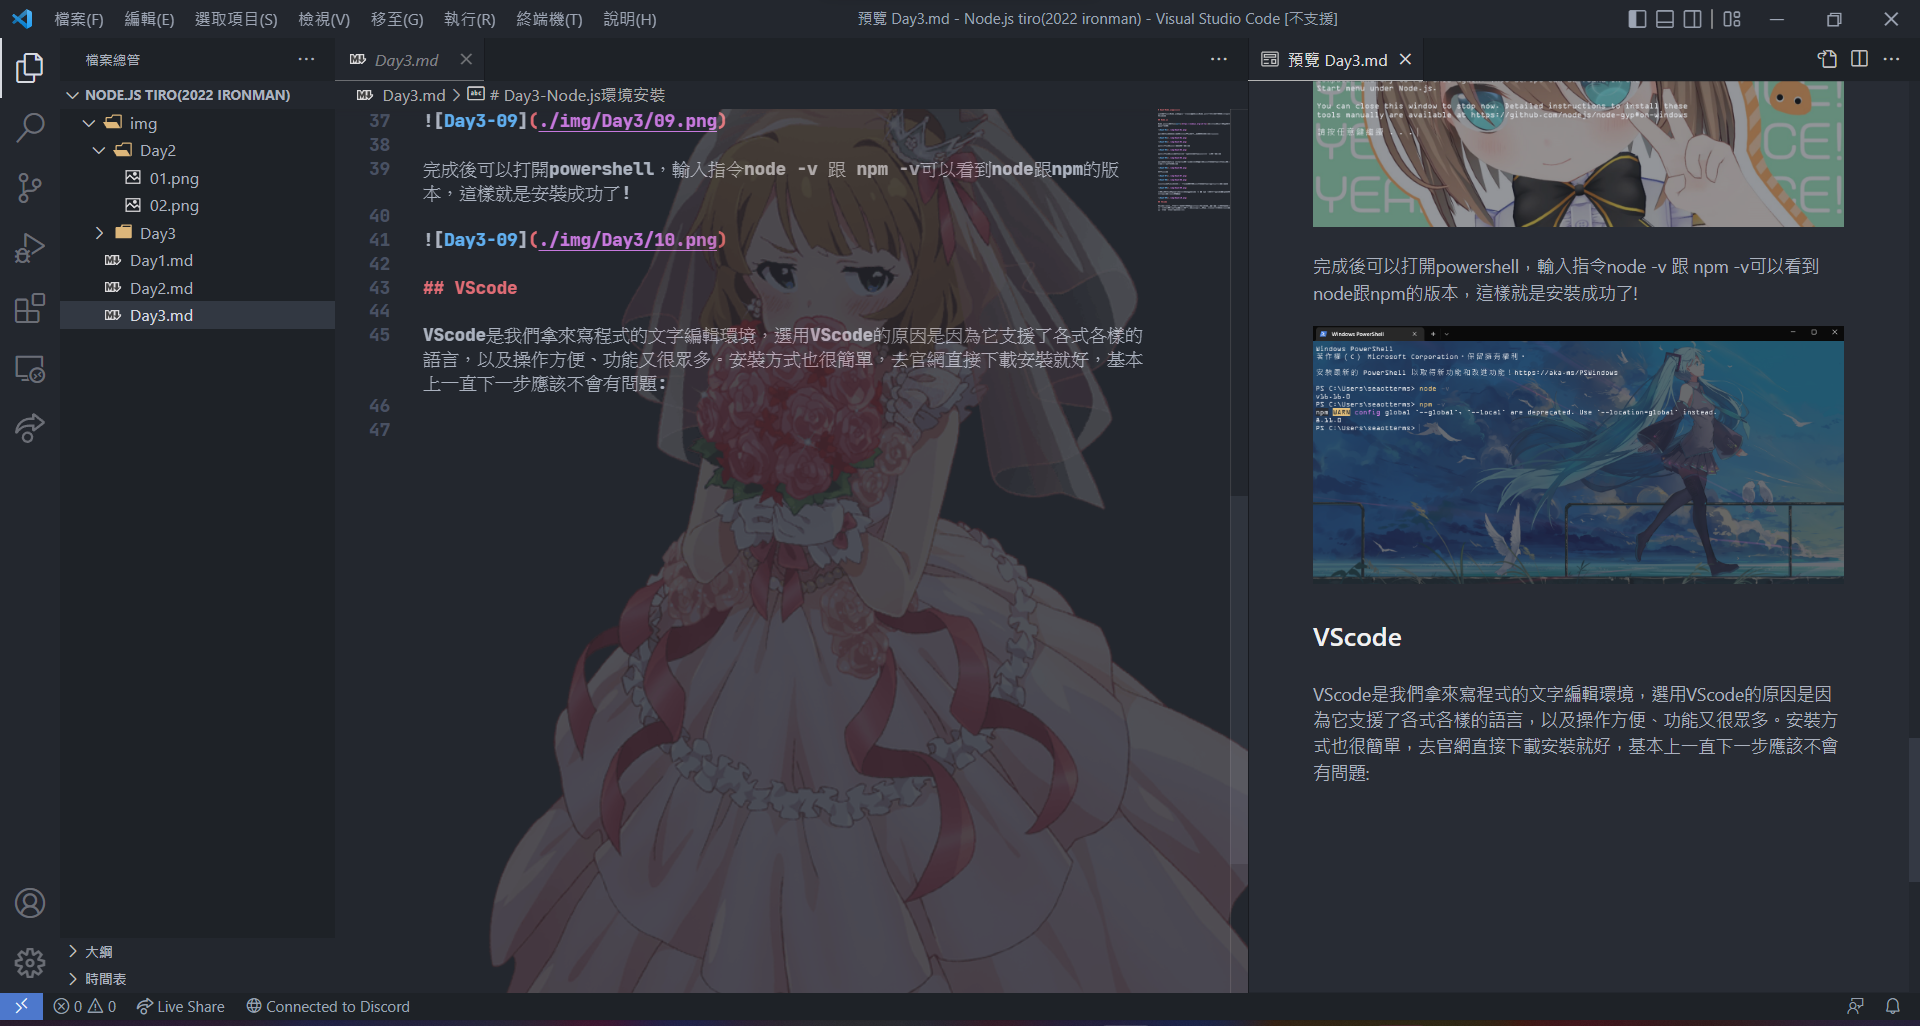 檔案(F) 編輯(E) 選取項目(S) 檢視(V) 移至(G) 執行(R) 終端機(T) 說明(H)
預覽 Day3.md - Node.js tiro(2022 ironman) - Visual Studio Code [不支援]
檔案總管
NODE.JS TIRO(2022 IRONMAN)
img
Day2
01.png
02.png
Day3
Day1.md
Day2.md
Day3.md
大綱
時間表
Day3.md
Day3.md > # Day3-Node.js環境安裝
37 ![Day3-09](./img/Day3/09.png)
38
39 完成後可以打開powershell，輸入指令node -v 跟 npm -v可以看到node跟npm的版
本，這樣就是安裝成功了!
40
41 ![Day3-09](./img/Day3/10.png)
42
43 ## VScode
44
45 VScode是我們拿來寫程式的文字編輯環境，選用VScode的原因是因為它支援了各式各樣的
語言，以及操作方便、功能又很眾多。安裝方式也很簡單，去官網直接下載安裝就好，基本
上一直下一步應該不會有問題:
46
47
預覽 Day3.md
Start menu under Node.js.
You can close this window to stop now. Detailed instructions to install these
tools manually are available at https://github.com/nodejs/node-gyp#on-windows
請按任意鍵繼續 . . .
CE!
YEAH
CE!
完成後可以打開powershell，輸入指令node -v 跟 npm -v可以看到
node跟npm的版本，這樣就是安裝成功了!
Windows PowerShell
Windows PowerShell
著作權 (C) Microsoft Corporation。保留擁有權利。
安裝最新的 PowerShell 以取得新功能和改進功能！https://aka.ms/PSWindows
PS C:\Users\seaotterms> node -v
v16.16.0
PS C:\Users\seaotterms> npm -v
npm WARN config global `--global`, `--local` are deprecated. Use `--location=global` instead.
8.11.0
PS C:\Users\seaotterms>
VScode
VScode是我們拿來寫程式的文字編輯環境，選用VScode的原因是因
為它支援了各式各樣的語言，以及操作方便、功能又很眾多。安裝方
式也很簡單，去官網直接下載安裝就好，基本上一直下一步應該不會
有問題:
0 0 Live Share Connected to Discord